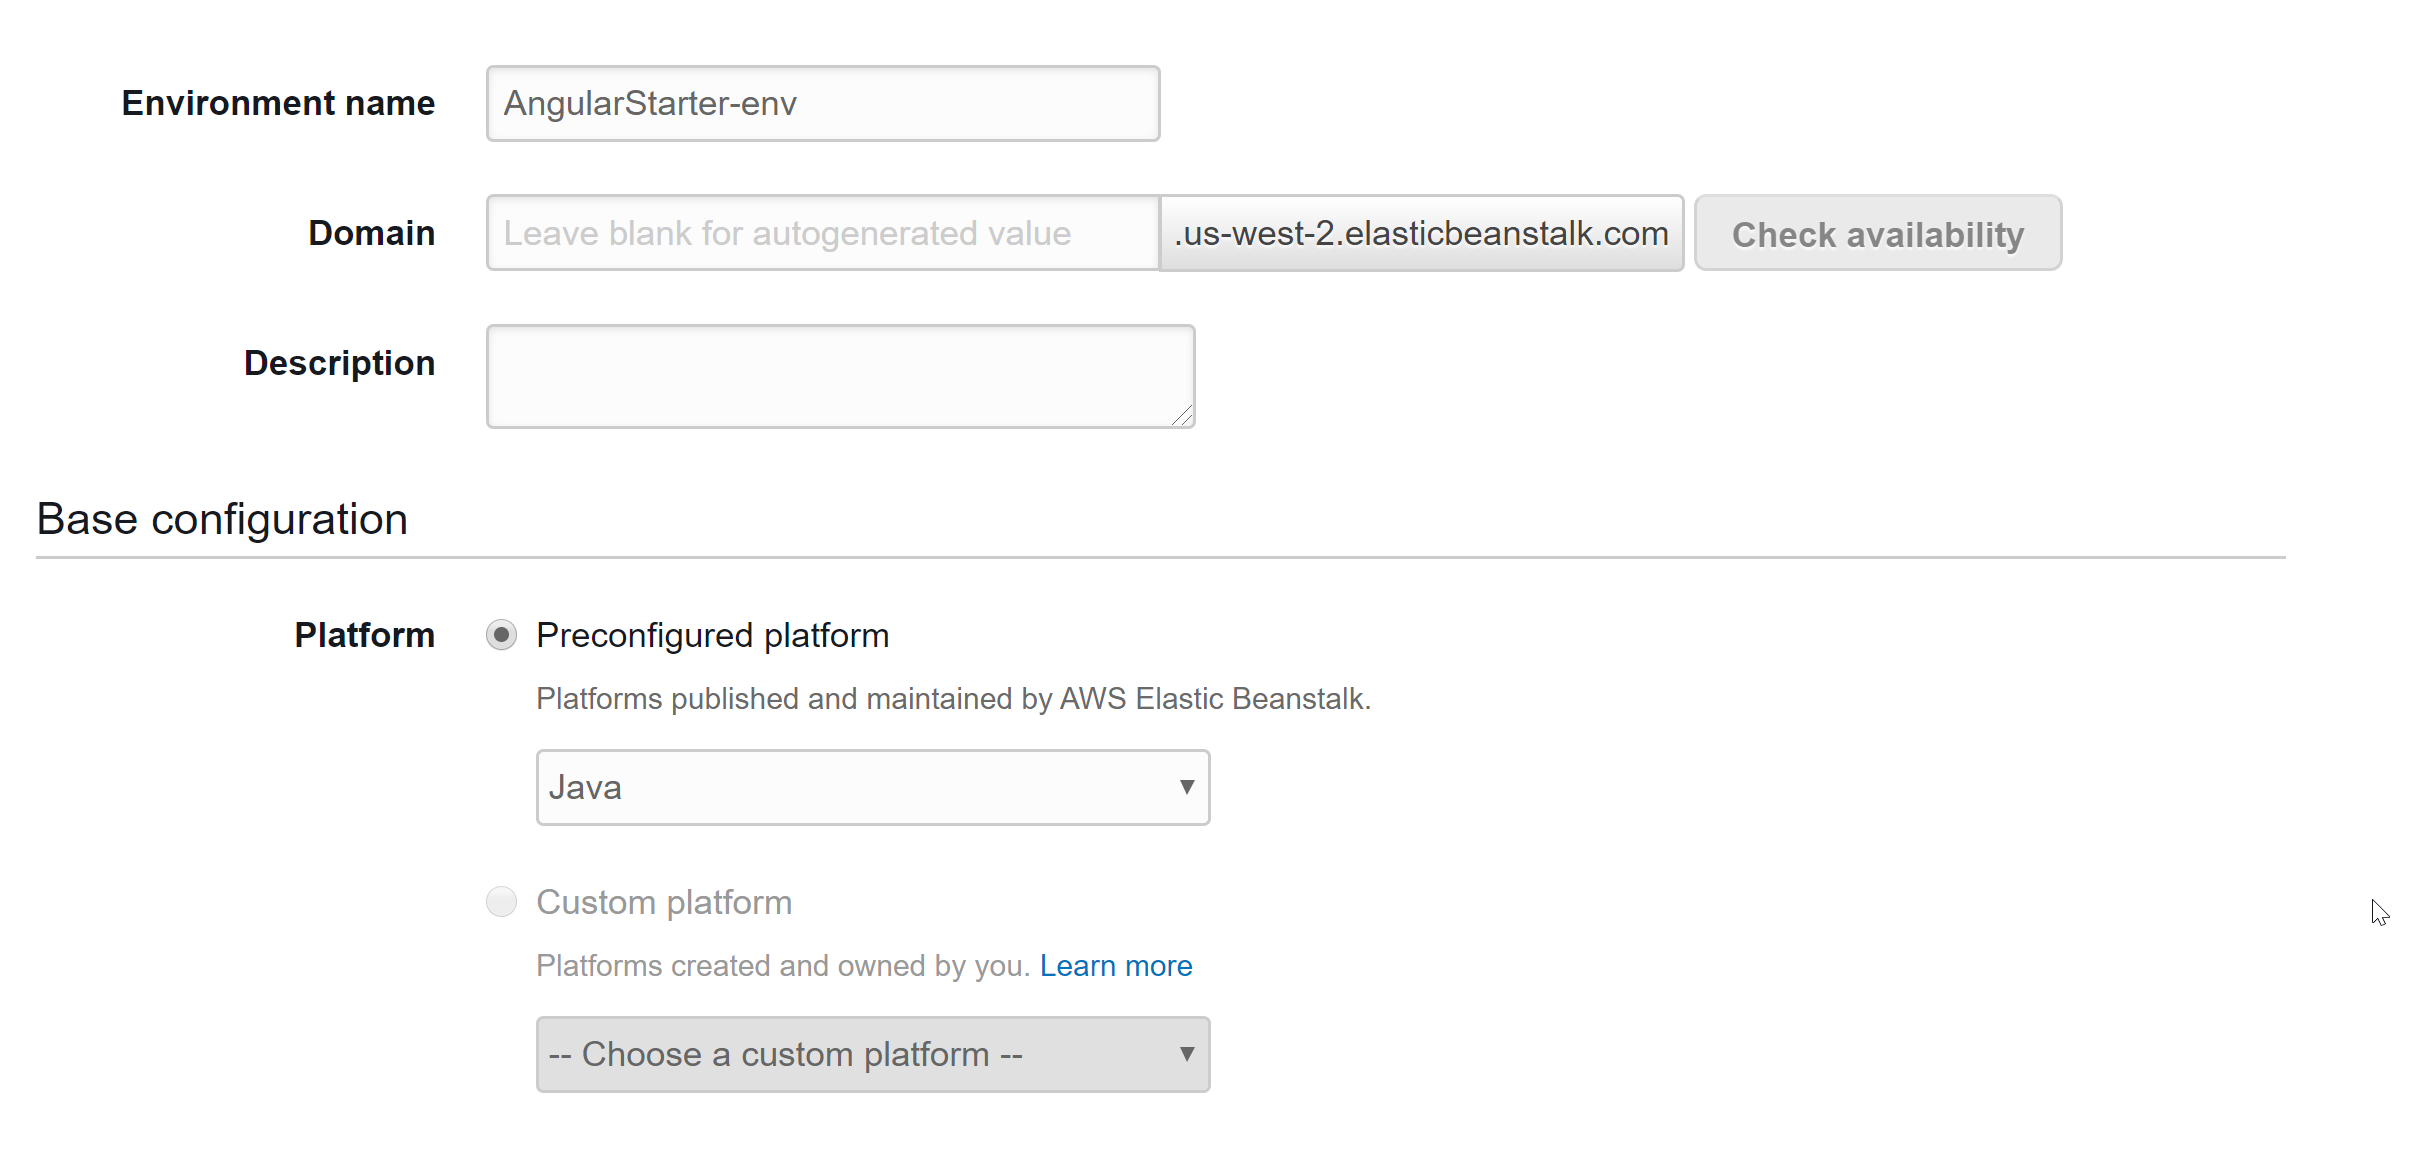 Environment name
AngularStarter-env
Domain
Leave blank for autogenerated value
.us-west-2.elasticbeanstalk.com
Check availability
Description
Base configuration
Platform
Preconfigured platform
Platforms published and maintained by AWS Elastic Beanstalk.
Java
Custom platform
Platforms created and owned by you. Learn more
-- Choose a custom platform --